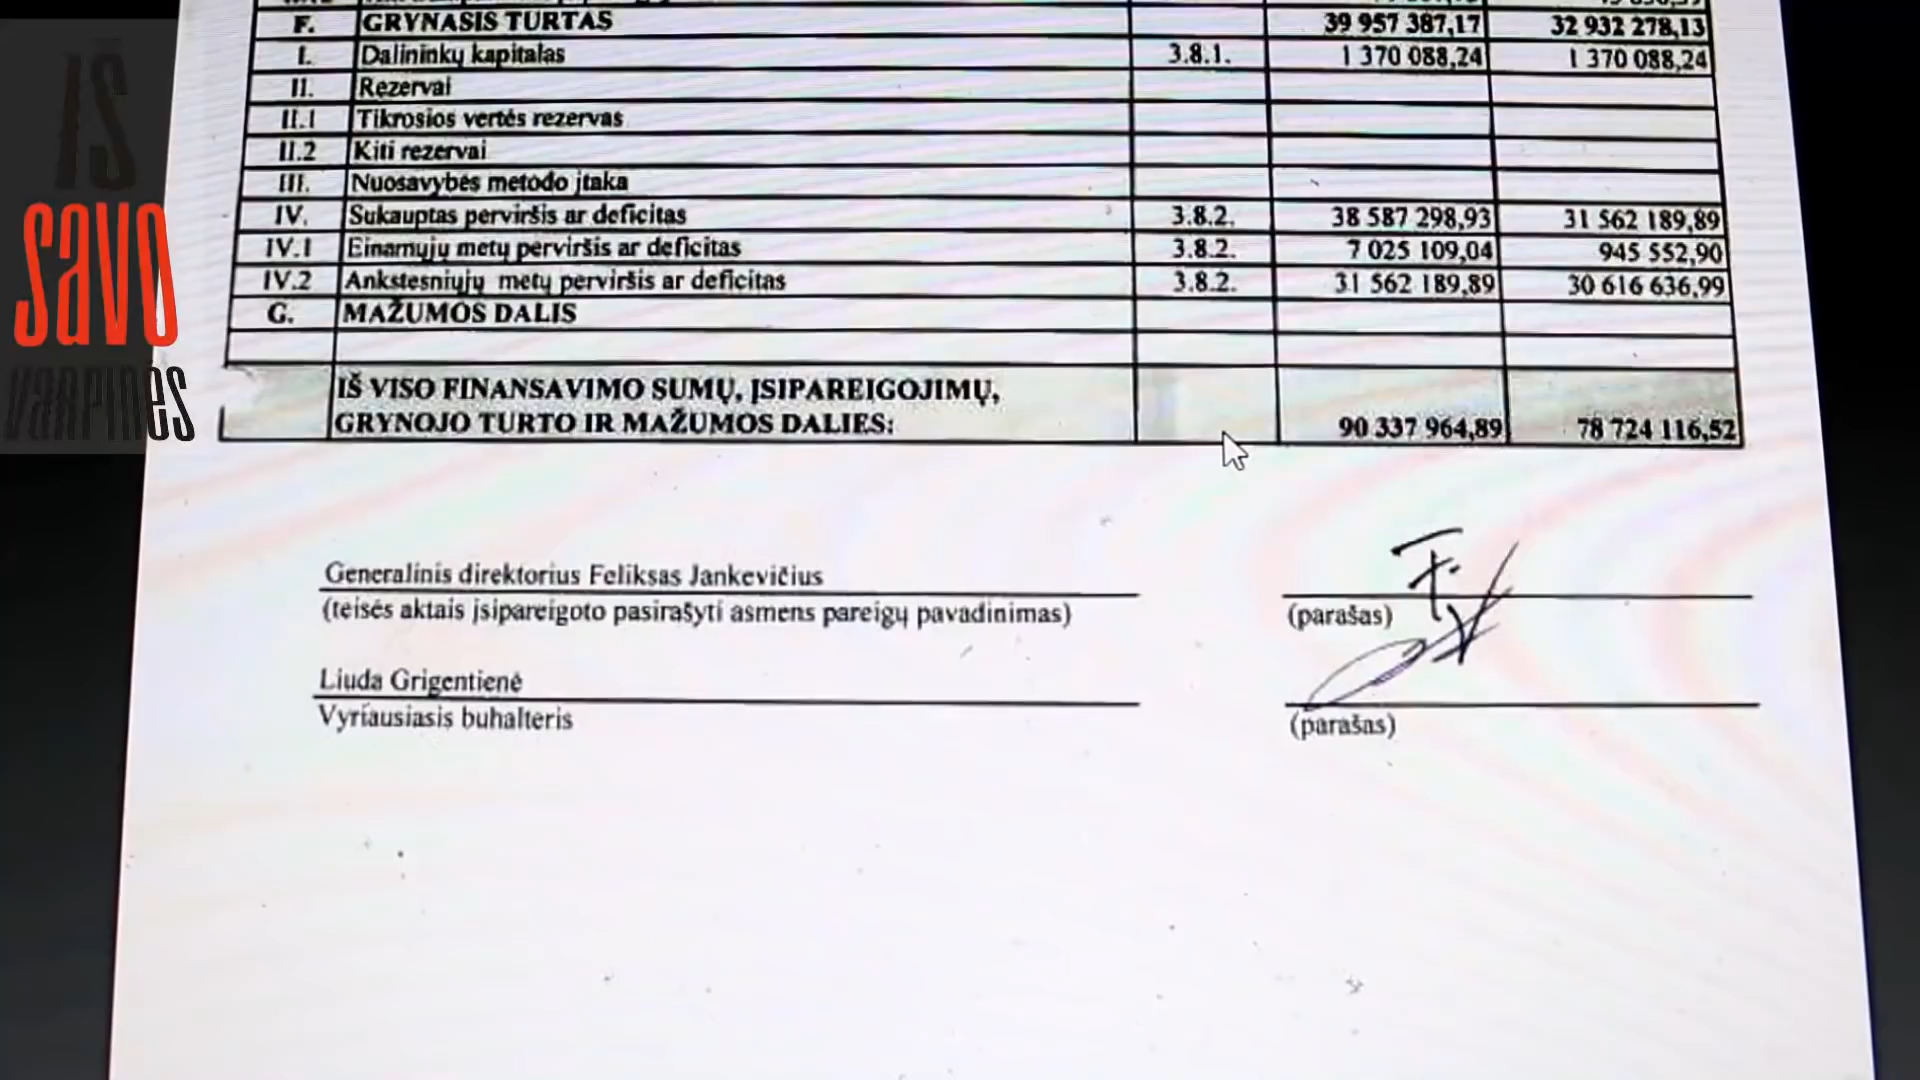 IŠ
savo
varpinės
F. GRYNASIS TURTAS 39 957 387,17 32 932 278,13
I. Dalininkų kapitalas 3.8.1. 1 370 088,24 1 370 088,24
II. Rezervai
II.1 Tikrosios vertės rezervas
II.2 Kiti rezervai
III. Nuosavybės metodo įtaka
IV. Sukauptas perviršis ar deficitas 3.8.2. 38 587 298,93 31 562 189,89
IV.1 Einamųjų metų perviršis ar deficitas 3.8.2. 7 025 109,04 945 552,90
IV.2 Ankstesniųjų metų perviršis ar deficitas 3.8.2. 31 562 189,89 30 616 636,99
G. MAŽUMOS DALIS
IŠ VISO FINANSAVIMO SUMŲ, ĮSIPAREIGOJIMŲ,
GRYNOJO TURTO IR MAŽUMOS DALIES: 90 337 964,89 78 724 116,52
Generalinis direktorius Feliksas Jankevičius
(teisės aktais įsipareigoto pasirašyti asmens pareigų pavadinimas) (parašas)
Liuda Grigentienė
Vyriausiasis buhalteris (parašas)